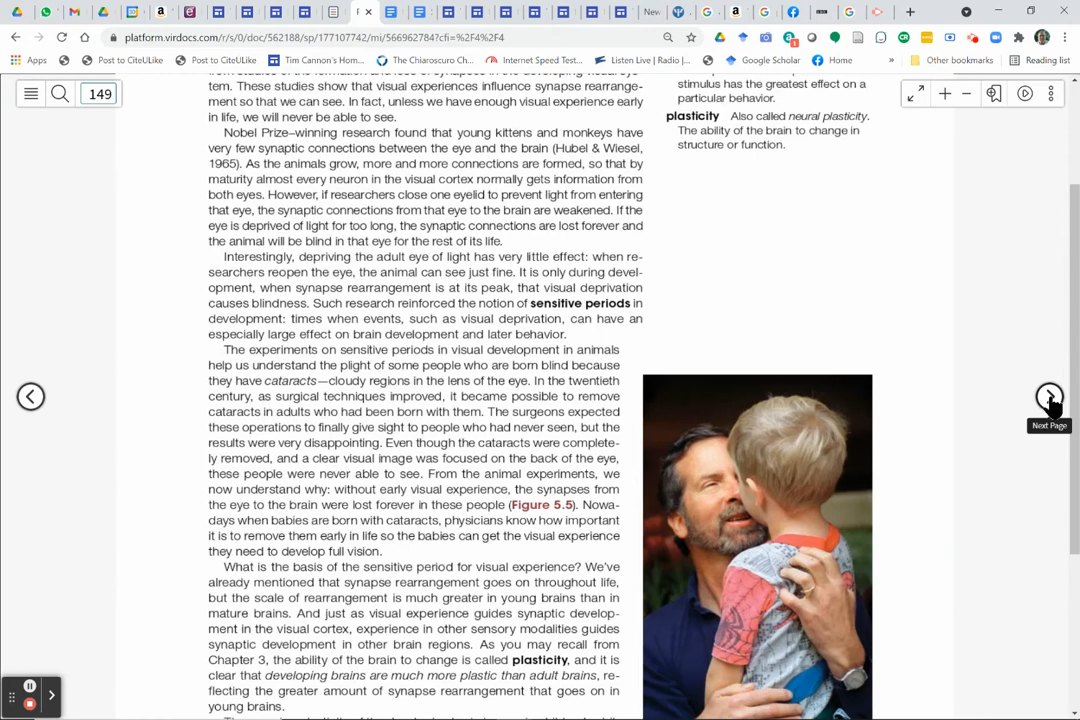 New
platform.virdocs.com/r/s/0/doc/562188/sp/177107742/mi/566962784?cfi=%2F4%2F4
Apps
Post to CiteULike
Post to CiteULike
Tim Cannon's Hom...
The Chiaroscuro Ch...
Internet Speed Test...
Listen Live | Radio |...
Google Scholar
Home
»
Other bookmarks
Reading list
149
tem. These studies show that visual experiences influence synapse rearrange-
ment so that we can see. In fact, unless we have enough visual experience early
in life, we will never be able to see.
Nobel Prize–winning research found that young kittens and monkeys have
very few synaptic connections between the eye and the brain (Hubel & Wiesel,
1965). As the animals grow, more and more connections are formed, so that by
maturity almost every neuron in the visual cortex normally gets information from
both eyes. However, if researchers close one eyelid to prevent light from entering
that eye, the synaptic connections from that eye to the brain are weakened. If the
eye is deprived of light for too long, the synaptic connections are lost forever and
the animal will be blind in that eye for the rest of its life.
Interestingly, depriving the adult eye of light has very little effect: when re-
searchers reopen the eye, the animal can see just fine. It is only during devel-
opment, when synapse rearrangement is at its peak, that visual deprivation
causes blindness. Such research reinforced the notion of sensitive periods in
development: times when events, such as visual deprivation, can have an
especially large effect on brain development and later behavior.
The experiments on sensitive periods in visual development in animals
help us understand the plight of some people who are born blind because
they have cataracts—cloudy regions in the lens of the eye. In the twentieth
century, as surgical techniques improved, it became possible to remove
cataracts in adults who had been born with them. The surgeons expected
these operations to finally give sight to people who had never seen, but the
results were very disappointing. Even though the cataracts were complete-
ly removed, and a clear visual image was focused on the back of the eye,
these people were never able to see. From the animal experiments, we
now understand why: without early visual experience, the synapses from
the eye to the brain were lost forever in these people (Figure 5.5). Nowa-
days when babies are born with cataracts, physicians know how important
it is to remove them early in life so the babies can get the visual experience
they need to develop full vision.
What is the basis of the sensitive period for visual experience? We've
already mentioned that synapse rearrangement goes on throughout life,
but the scale of rearrangement is much greater in young brains than in
mature brains. And just as visual experience guides synaptic develop-
ment in the visual cortex, experience in other sensory modalities guides
synaptic development in other brain regions. As you may recall from
Chapter 3, the ability of the brain to change is called plasticity, and it is
clear that developing brains are much more plastic than adult brains, re-
flecting the greater amount of synapse rearrangement that goes on in
young brains.
stimulus has the greatest effect on a
particular behavior.
plasticity Also called neural plasticity.
The ability of the brain to change in
structure or function.
Next Page